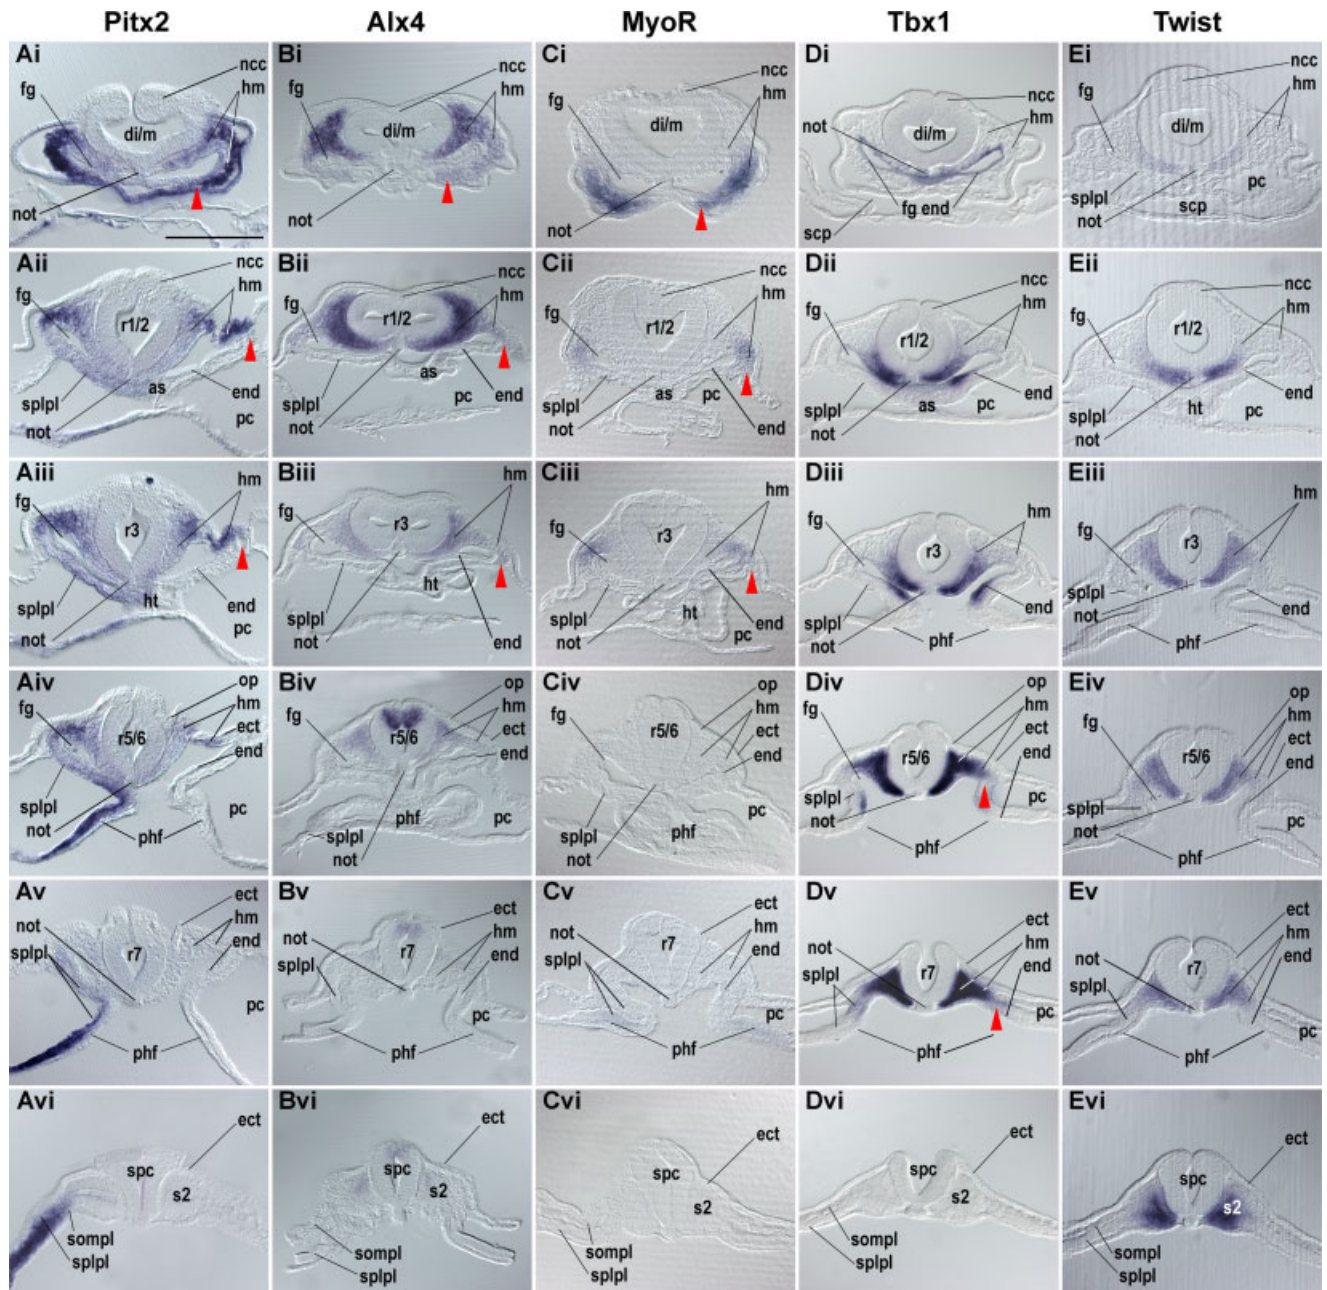 Pitx2 Alx4 MyoR Tbx1 Twist
Ai
ncc
hm
fg
di/m
not
Bi
ncc
hm
fg
di/m
not
Ci
ncc
hm
fg
di/m
not
Di
ncc
not
hm
di/m
fg end
scp
Ei
ncc
hm
di/m
splpl
pc
not
scp
Aii
ncc
hm
fg
r1/2
as
end
splpl
not
pc
Bii
ncc
hm
fg
r1/2
as
end
splpl
pc
not
Cii
ncc
hm
fg
r1/2
splpl
as
pc
not
end
Dii
ncc
hm
fg
r1/2
end
splpl
as
pc
not
Eii
ncc
hm
fg
r1/2
end
splpl
ht
pc
not
Aiii
hm
fg
r3
splpl
ht
end
not
pc
Biii
hm
fg
r3
ht
splpl
end
not
Ciii
hm
fg
r3
splpl
ht
end
not
pc
Diii
hm
fg
r3
splpl
end
not
phf
Eiii
hm
fg
r3
splpl
end
not
phf
Aiv
op
hm
fg
ect
r5/6
end
splpl
pc
not
phf
Biv
op
hm
fg
ect
r5/6
end
phf
pc
splpl
not
Civ
op
hm
fg
ect
r5/6
end
splpl
phf
pc
not
Div
op
hm
fg
ect
r5/6
end
splpl
pc
not
phf
Eiv
op
hm
fg
ect
r5/6
end
splpl
pc
not
phf
Av
ect
not
hm
splpl
end
r7
pc
phf
Bv
ect
not
hm
r7
end
splpl
pc
phf
Cv
ect
not
hm
r7
end
splpl
pc
phf
Dv
ect
not
hm
r7
end
splpl
pc
phf
Ev
ect
not
hm
r7
end
splpl
pc
phf
Avi
ect
spc
s2
sompl
splpl
Bvi
ect
spc
s2
sompl
splpl
Cvi
ect
spc
s2
sompl
splpl
Dvi
ect
spc
s2
sompl
splpl
Evi
ect
spc
s2
sompl
splpl